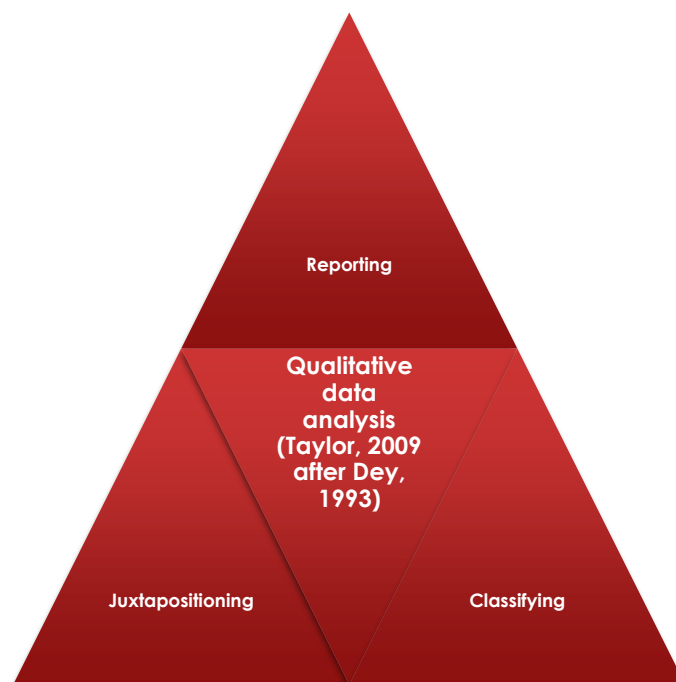 Reporting
Qualitative
data
analysis
(Taylor, 2009
after Dey,
1993)
Juxtapositioning
Classifying